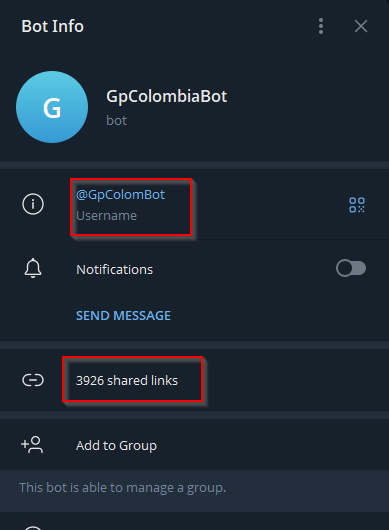 Bot Info
G
GpColombiaBot
bot
@GpColomBot
Username
Notifications
SEND MESSAGE
3926 shared links
Add to Group
This bot is able to manage a group.